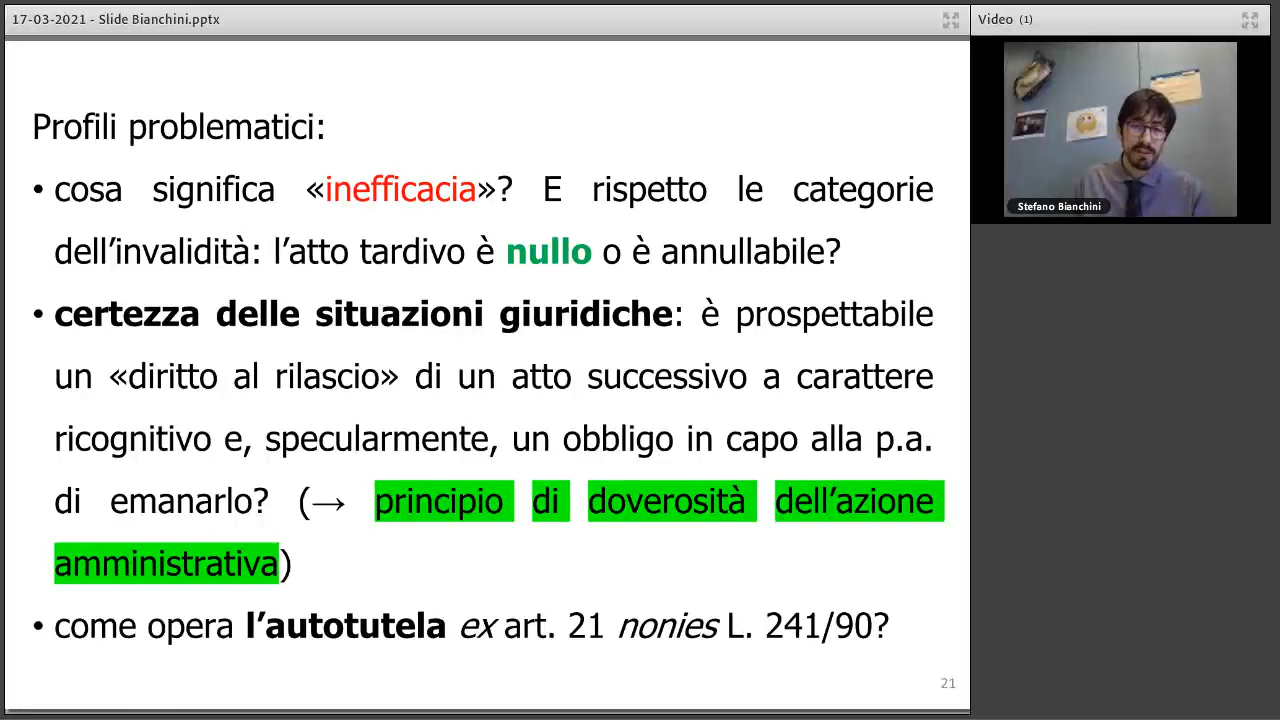 17-03-2021 - Slide Bianchini.pptx
Video (1)
Profili problematici:
• cosa significa «inefficacia»? E rispetto le categorie
dell’invalidità: l’atto tardivo è nullo o è annullabile?
• certezza delle situazioni giuridiche: è prospettabile
un «diritto al rilascio» di un atto successivo a carattere
ricognitivo e, specularmente, un obbligo in capo alla p.a.
di emanarlo? (→ principio di doverosità dell’azione
amministrativa)
• come opera l’autotutela ex art. 21 nonies L. 241/90?
21
Stefano Bianchini